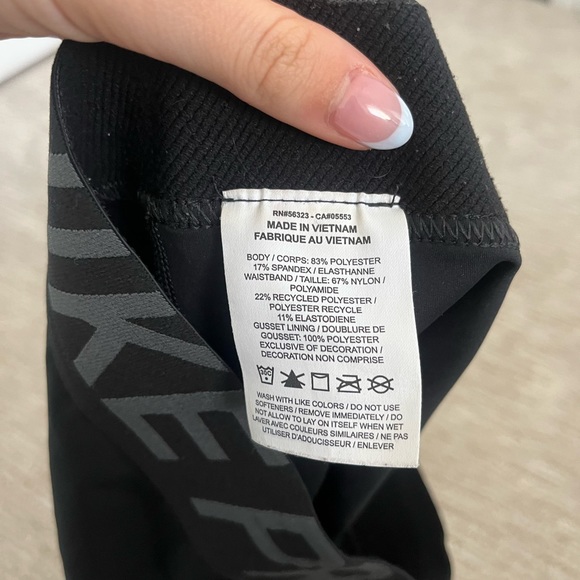 RN#56323 - CA#05553
MADE IN VIETNAM
FABRIQUE AU VIETNAM
BODY / CORPS: 83% POLYESTER
17% SPANDEX / ELASTHANNE
WAISTBAND / TAILLE: 67% NYLON /
POLYAMIDE
22% RECYCLED POLYESTER /
POLYESTER RECYCLE
11% ELASTODIENE
GUSSET LINING / DOUBLURE DE
GOUSSET: 100% POLYESTER
EXCLUSIVE OF DECORATION /
DECORATION NON COMPRISE
WASH WITH LIKE COLORS / DO NOT USE
SOFTENERS / REMOVE IMMEDIATELY / DO
NOT ALLOW TO LAY ON ITSELF WHEN WET
LAVER AVEC COULEURS SIMILAIRES / NE PAS
UTILISER D'ADOUCISSEUR / ENLEVER
NIKE P